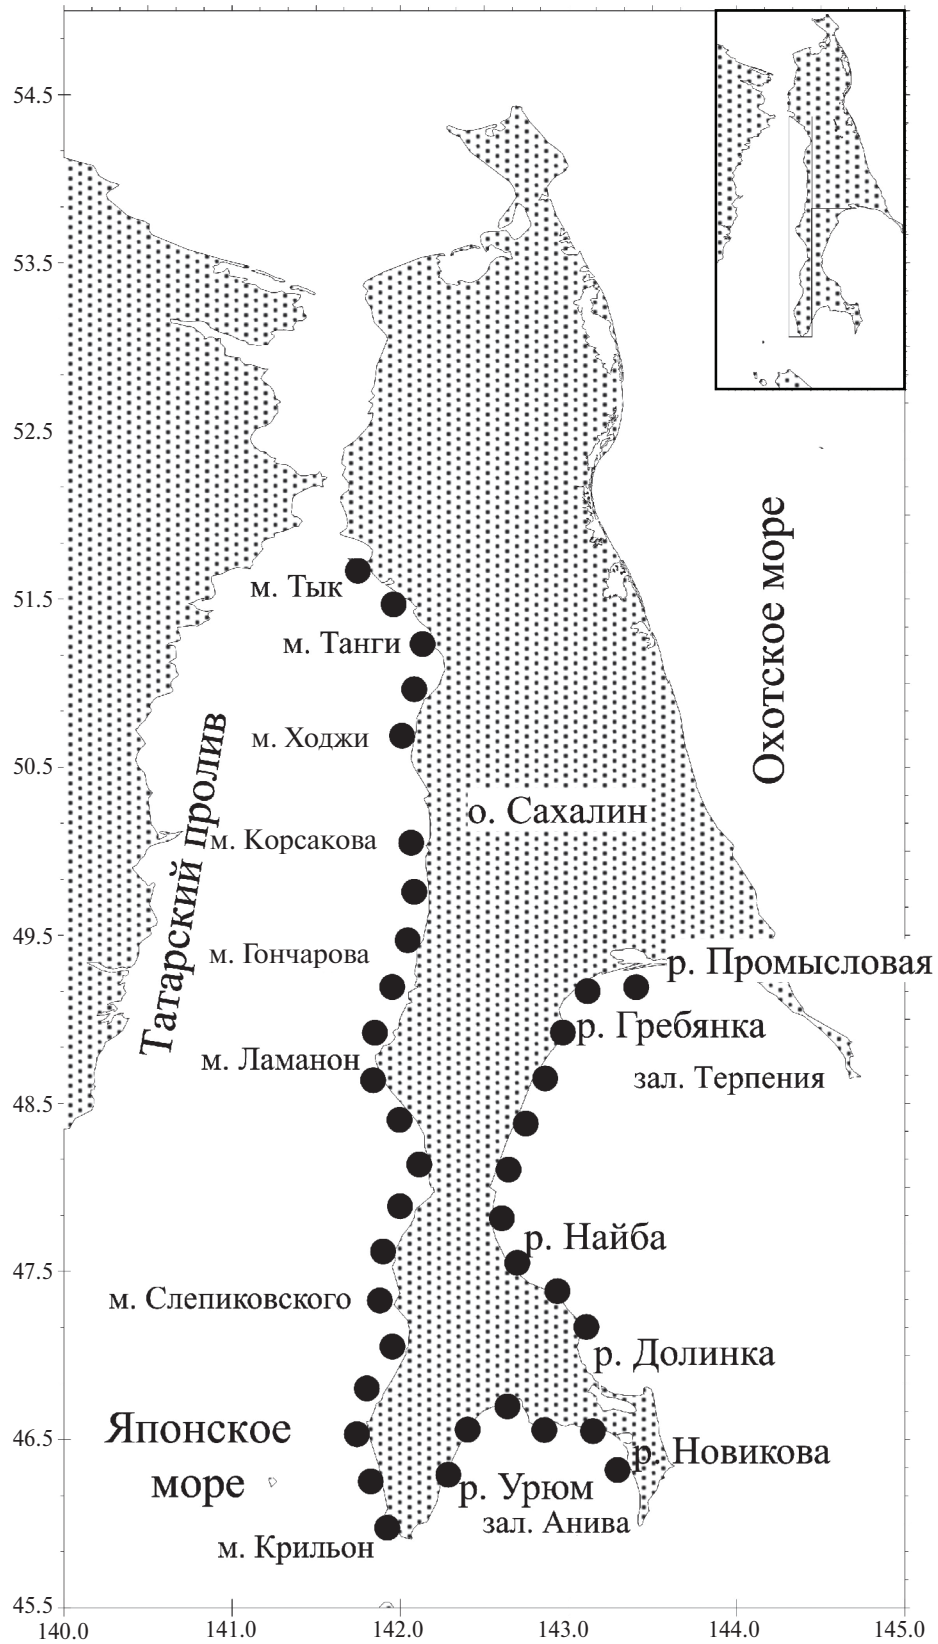 54.5
53.5
52.5
51.5
50.5
49.5
48.5
47.5
46.5
45.5
140.0
141.0
142.0
143.0
144.0
145.0
м. Тык
м. Танги
м. Ходжи
м. Корсакова
м. Гончарова
м. Ламанон
м. Слепиковского
м. Крильон
Татарский пролив
Японское
море
о. Сахалин
Охотское море
р. Промысловая
р. Гребянка
зал. Терпения
р. Найба
р. Долинка
р. Новикова
р. Урюм
зал. Анива